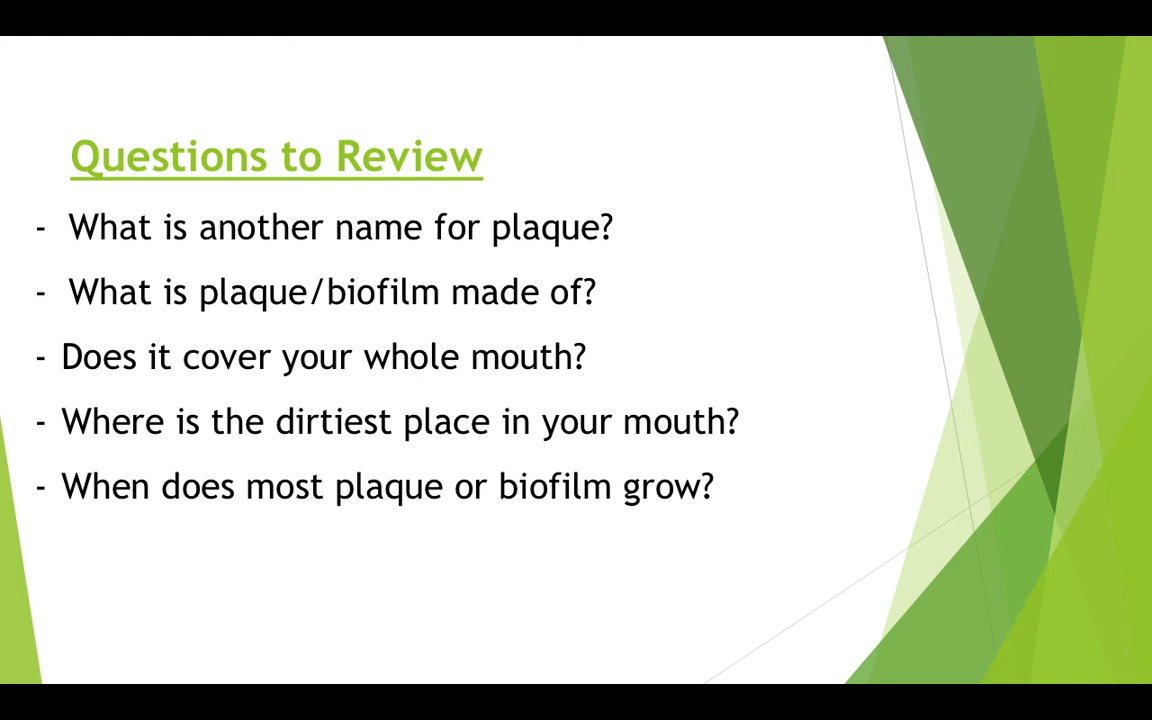 Questions to Review
- What is another name for plaque?
- What is plaque/biofilm made of?
- Does it cover your whole mouth?
- Where is the dirtiest place in your mouth?
- When does most plaque or biofilm grow?